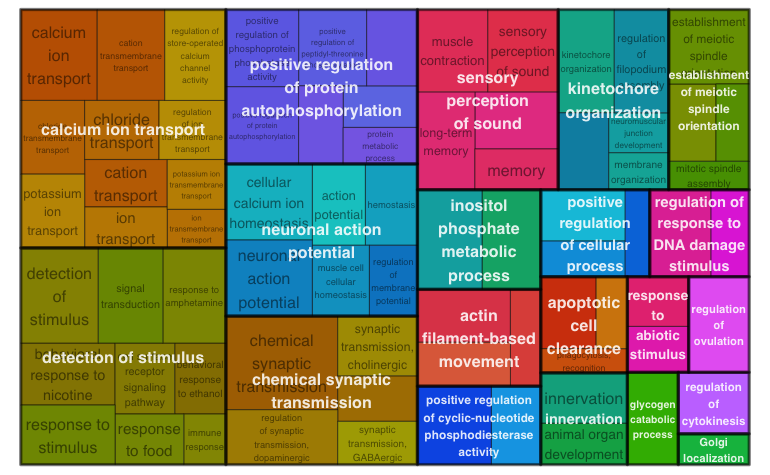 calcium
ion
transport
cation
transmembrane
transport
regulation of
store-operated
calcium
channel
activity
chloride
transport
regulation
transmembrane
transport
calcium ion transport
potassium
ion
transport
cation
transport
potassium ion
transmembrane
transport
ion
transport
ion
transmembrane
transport
positive
regulation of
phosphoprotein
activity
positive
regulation of
peptidyl-threonine
positive regulation
of protein
autophosphorylation
of protein
autophosphorylation
protein
metabolic
process
muscle
contraction
sensory
perception
of sound
long-term
memory
memory
sensory
perception
of sound
kinetochore
organization
regulation
of
filopodium
neuromuscular
junction
development
membrane
organization
kinetochore
organization
establishment
of meiotic
spindle
mitotic spindle
assembly
establishment
of meiotic
spindle
orientation
cellular
calcium ion
homeostasis
action
potential
hemostasis
neuronal
action
potential
muscle cell
cellular
homeostasis
regulation
of
membrane
potential
neuronal action
potential
inositol
phosphate
metabolic
process
positive
regulation
of cellular
process
regulation of
response to
DNA damage
stimulus
detection
of
stimulus
signal
transduction
response to
amphetamine
behavioral
response to
nicotine
receptor
signaling
pathway
behavioral
response
to ethanol
detection of stimulus
response to
stimulus
response
to food
immune
response
chemical
synaptic
transmission
synaptic
transmission,
cholinergic
chemical synaptic
transmission
regulation
of synaptic
transmission,
dopaminergic
synaptic
transmission,
GABAergic
actin
filament-based
movement
apoptotic
cell
clearance
phagocytosis,
recognition
response
to
abiotic
stimulus
regulation
of
ovulation
positive regulation
of cyclic-nucleotide
phosphodiesterase
activity
innervation
innervation
animal organ
development
glycogen
catabolic
process
regulation
of
cytokinesis
Golgi
localization